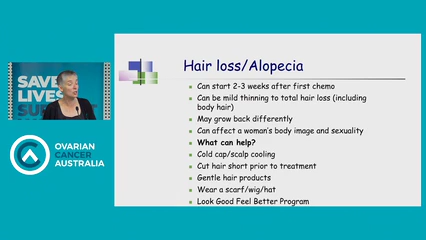 SAVE
LIVES
SUP
OVARIAN
CANCER
AUSTRALIA
Hair loss/Alopecia
Can start 2-3 weeks after first chemo
Can be mild thinning to total hair loss (including
body hair)
May grow back differently
Can affect a woman's body image and sexuality
What can help?
Cold cap/scalp cooling
Cut hair short prior to treatment
Gentle hair products
Wear a scarf/wig/hat
Look Good Feel Better Program